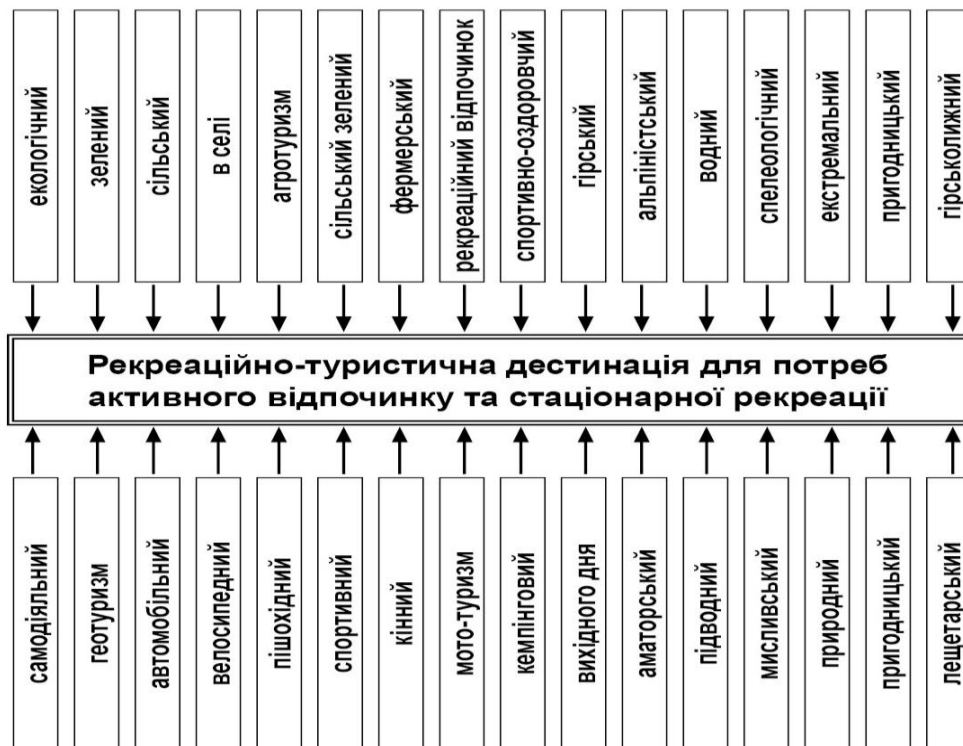 екологічний
зелений
сільський
в селі
агротуризм
сільський зелений
фермерський
рекреаційний відпочинок
спортивно-оздоровчий
гірський
альпіністський
водний
спелеологічний
екстремальний
пригодницький
гірськолижний
Рекреаційно-туристична дестинація для потреб
активного відпочинку та стаціонарної рекреації
самодіяльний
геотуризм
автомобільний
велосипедний
пішохідний
спортивний
кінний
мото-туризм
кемпінговий
вихідного дня
аматорський
підводний
мисливський
природний
пригодницький
лещетарський